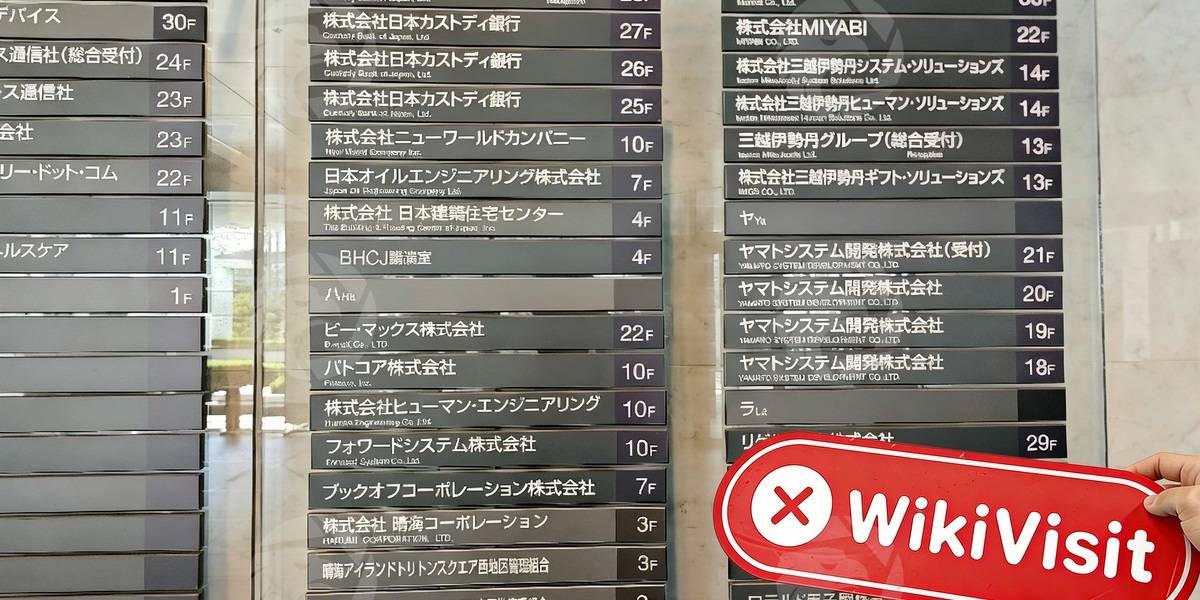 デバイス 30F
ス通信社(総合受付) 24F
ース通信社 23F
会社 23F
リー・ドット・コム 22F
11F
ヘルスケア 11F
1F
株式会社日本カストディ銀行 27F
株式会社日本カストディ銀行 26F
株式会社日本カストディ銀行 25F
株式会社ニューワールドカンパニー 10F
日本オイルエンジニアリング株式会社 7F
株式会社 日本建築住宅センター 4F
BHCJ 4F
ハHa
ビー・マックス株式会社 22F
パトコア株式会社 10F
株式会社ヒューマン・エンジニアリング 10F
フォワードシステム株式会社 10F
ブックオフコーポレーション株式会社 7F
株式会社 晴海コーポレーション 3F
HARUMI CORPORATION, LTD.
晴海アイランドトリトンスクエア西地区管理組合 3F
株式会社MIYABI 22F
MIYABI CO., LTD.
株式会社三越伊勢丹システム・ソリューションズ 14F
株式会社三越伊勢丹ヒューマン・ソリューションズ 14F
三越伊勢丹グループ(総合受付) 13F
株式会社三越伊勢丹ギフト・ソリューションズ 13F
IMGS CO., LTD.
ヤYa
ヤマトシステム開発株式会社(受付) 21F
YAMATO SYSTEM DEVELOPMENT CO.,LTD.
ヤマトシステム開発株式会社 20F
ヤマトシステム開発株式会社 19F
ヤマトシステム開発株式会社 18F
ラLa
29F
WikiVisit